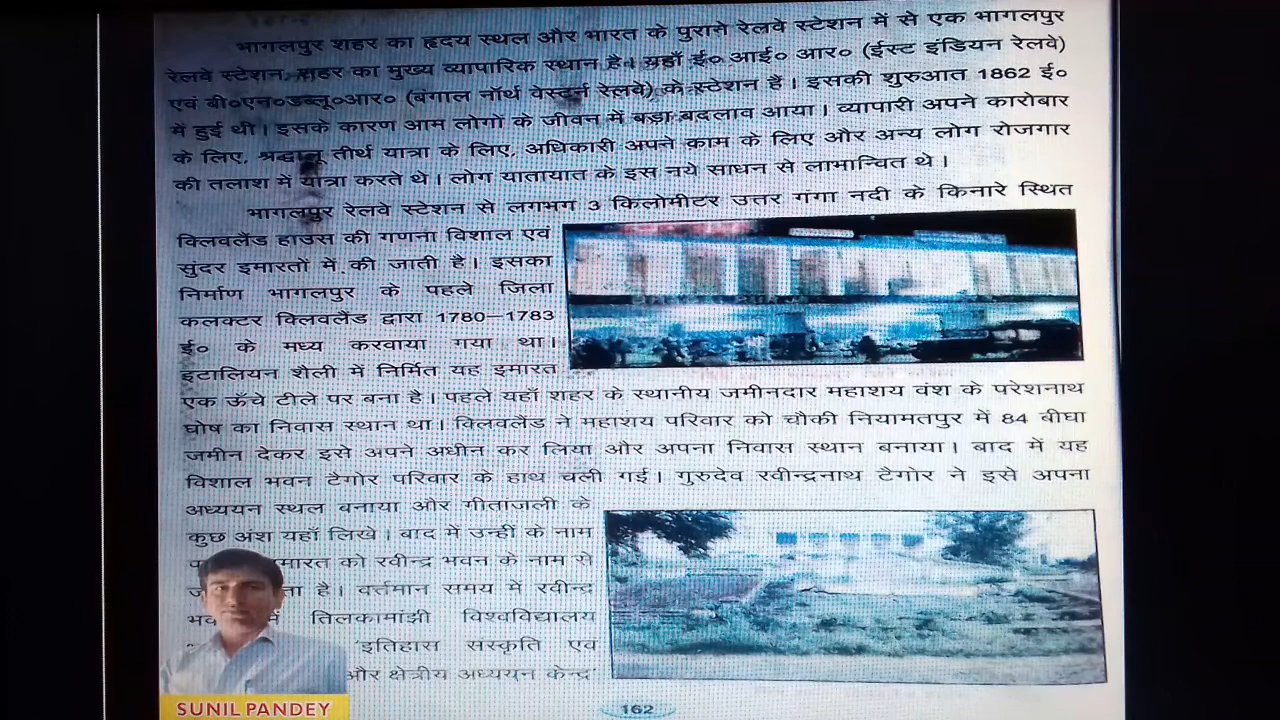 भागलपुर शहर का हृदय स्थल और भारत के पुराने रेलवे स्टेशन में से एक भागलपुर
रेलवे स्टेशन, शहर का मुख्य व्यापारिक स्थान है। यहाँ ई० आई० आर० (ईस्ट इंडियन रेलवे)
एवं बी०एन०डब्लू०आर० (बंगाल नॉर्थ वेस्टर्न रेलवे) के स्टेशन हैं। इसकी शुरुआत 1862 ई०
में हुई थी। इसके कारण आम लोगों के जीवन में बड़ा बदलाव आया। व्यापारी अपने कारोबार
के लिए, श्रद्धालू तीर्थ यात्रा के लिए, अधिकारी अपने काम के लिए और अन्य लोग रोजगार
की तलाश में यात्रा करते थे। लोग यातायात के इस नये साधन से लाभान्वित थे।
भागलपुर रेलवे स्टेशन से लगभग 3 किलोमीटर उत्तर गंगा नदी के किनारे स्थित
क्लिवलैंड हाउस की गणना विशाल एवं
सुंदर इमारतों में की जाती है। इसका
निर्माण भागलपुर के पहले जिला
कलक्टर क्लिवलैंड द्वारा 1780–1783
ई० के मध्य करवाया गया था।
इटालियन शैली में निर्मित यह इमारत
एक ऊँचे टीले पर बना है। पहले यहाँ शहर के स्थानीय जमीनदार महाशय वंश के परेशनाथ
घोष का निवास स्थान था। क्लिवलैंड ने महाशय परिवार को चौकी नियामतपुर में 84 बीघा
जमीन देकर इसे अपने अधीन कर लिया और अपना निवास स्थान बनाया। बाद में यह
विशाल भवन टैगोर परिवार के हाथ चली गई। गुरुदेव रवीन्द्रनाथ टैगोर ने इसे अपना
अध्ययन स्थल बनाया और गीतांजली के
कुछ अंश यहाँ लिखे। बाद में उन्हीं के नाम
को रवीन्द्र भवन के नाम से
है। वर्तमान समय में रवीन्द्र
तिलकामांझी विश्वविद्यालय
'इतिहास संस्कृति एवं
और क्षेत्रीय अध्ययन केन्द्र'
SUNIL PANDEY
162